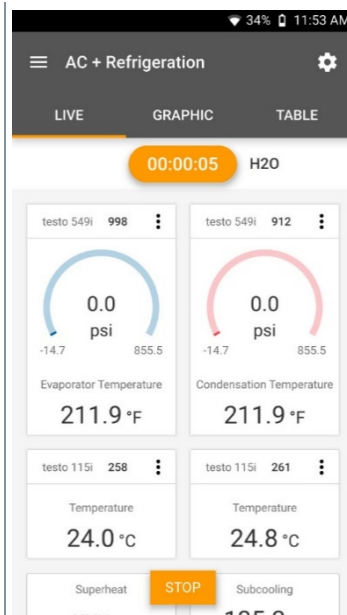 34% 11:53 AM
AC + Refrigeration
LIVE GRAPHIC TABLE
00:00:05 H2O
testo 549i 998 testo 549i 912
0.0 0.0
psi psi
-14.7 855.5 -14.7 855.5
Evaporator Temperature Condensation Temperature
211.9 °F 211.9 °F
testo 115i 258 testo 115i 261
Temperature Temperature
24.0 °C 24.8 °C
Superheat STOP Subcooling